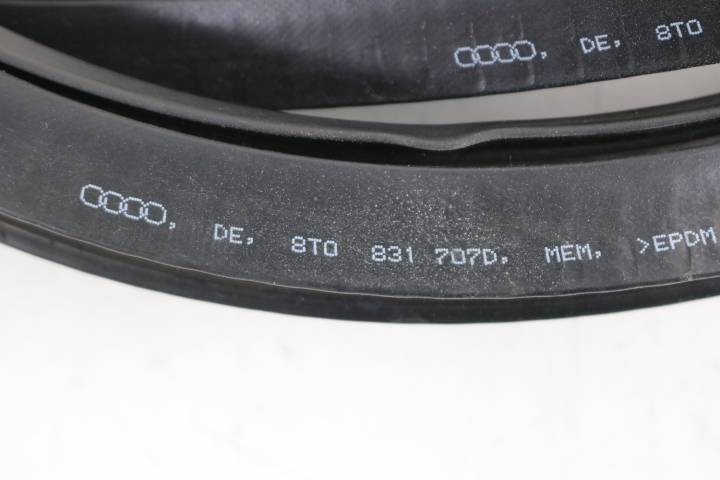 , DE, 8T0
, DE, 8T0 831 707D, MEM, >EPDM